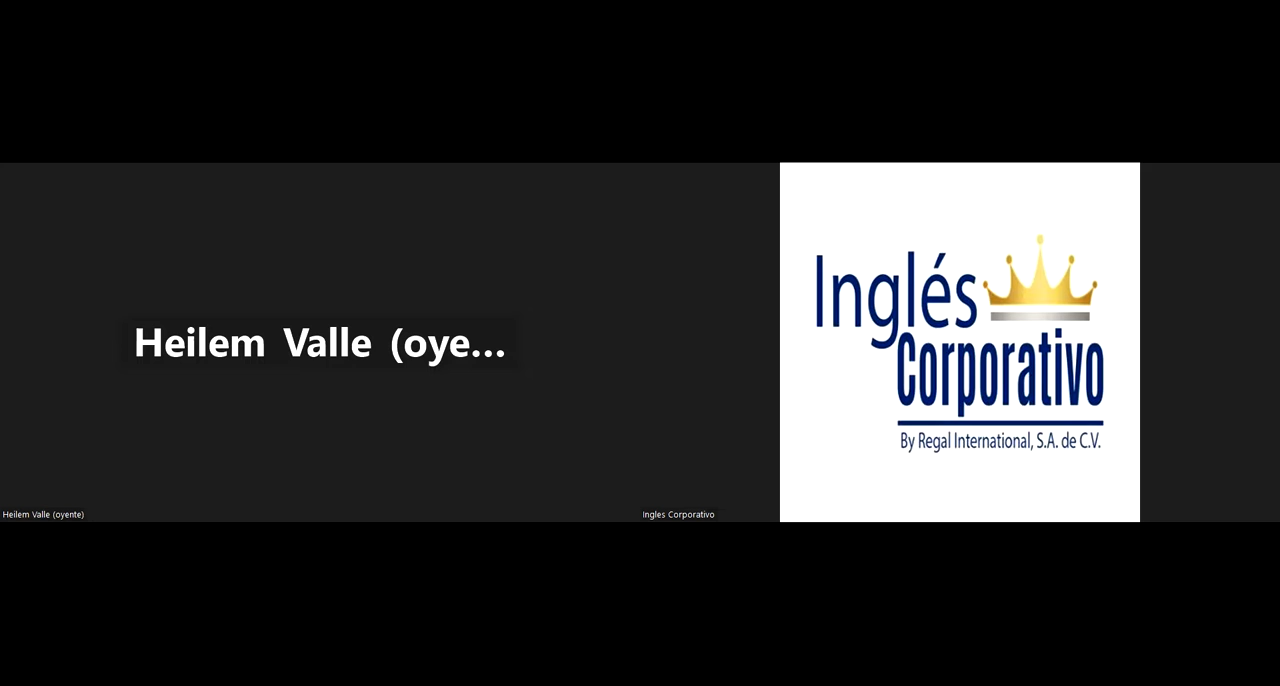 Heilem Valle (oye...
Heilem Valle (oyente)
Inglés
Corporativo
By Regal International, S.A. de C.V.
Ingles Corporativo